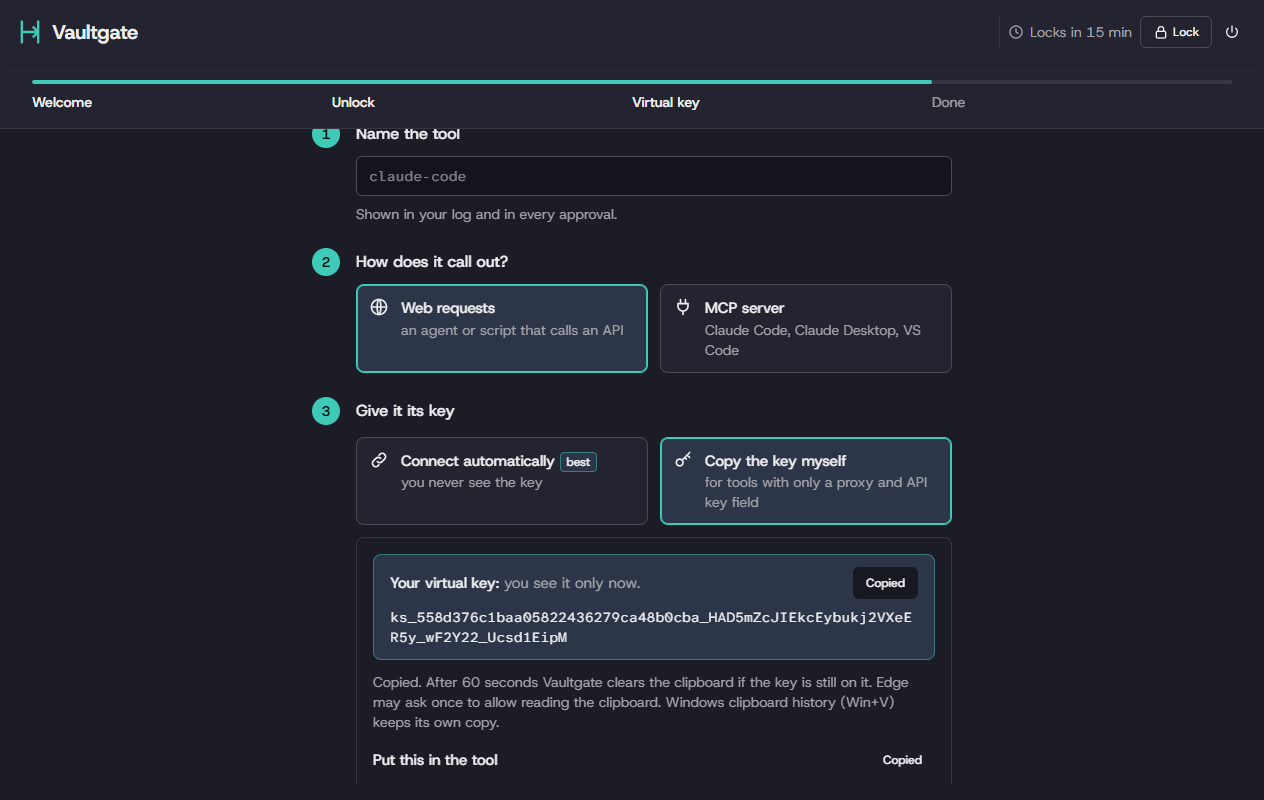 Vaultgate
Locks in 15 min
Lock
Welcome
Unlock
Virtual key
Done
1
Name the tool
claude-code
Shown in your log and in every approval.
2
How does it call out?
Web requests
an agent or script that calls an API
MCP server
Claude Code, Claude Desktop, VS
Code
3
Give it its key
Connect automatically best
you never see the key
Copy the key myself
for tools with only a proxy and API
key field
Your virtual key: you see it only now.
Copied
ks_558d376c1baa05822436279ca48b0cba_HAD5mZcJIEkcEybukj2VXeE
R5y_wF2Y22_Ucsd1EipM
Copied. After 60 seconds Vaultgate clears the clipboard if the key is still on it. Edge
may ask once to allow reading the clipboard. Windows clipboard history (Win+V)
keeps its own copy.
Put this in the tool
Copied